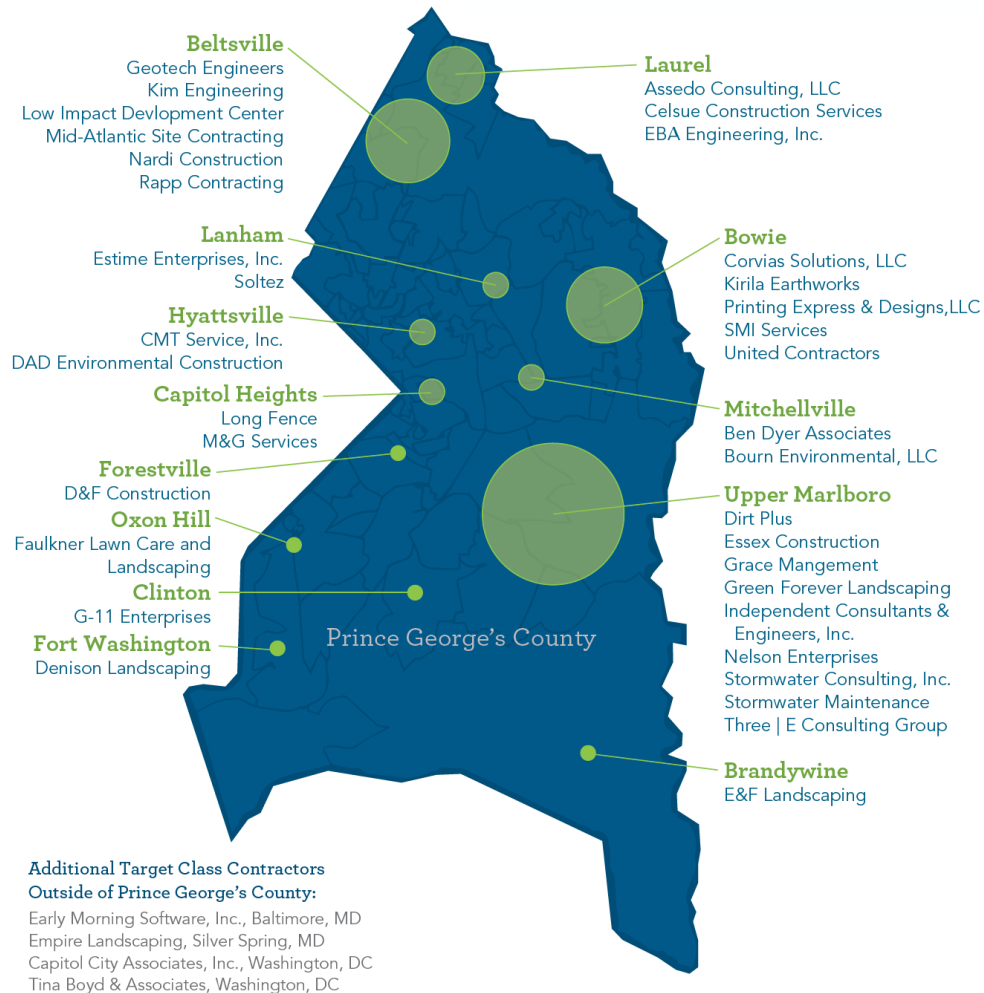 Beltsville
Geotech Engineers
Kim Engineering
Low Impact Devlopment Center
Mid-Atlantic Site Contracting
Nardi Construction
Rapp Contracting
Lanham
Estime Enterprises, Inc.
Soltez
Hyattsville
CMT Service, Inc.
DAD Environmental Construction
Capitol Heights
Long Fence
M&G Services
Forestville
D&F Construction
Oxon Hill
Faulkner Lawn Care and
Landscaping
Clinton
G-11 Enterprises
Fort Washington
Denison Landscaping
Prince George's County
Laurel
Assedo Consulting, LLC
Celsue Construction Services
EBA Engineering, Inc.
Bowie
Corvias Solutions, LLC
Kirila Earthworks
Printing Express & Designs,LLC
SMI Services
United Contractors
Mitchellville
Ben Dyer Associates
Bourn Environmental, LLC
Upper Marlboro
Dirt Plus
Essex Construction
Grace Mangement
Green Forever Landscaping
Independent Consultants &
Engineers, Inc.
Nelson Enterprises
Stormwater Consulting, Inc.
Stormwater Maintenance
Three | E Consulting Group
Brandywine
E&F Landscaping
Additional Target Class Contractors
Outside of Prince George's County:
Early Morning Software, Inc., Baltimore, MD
Empire Landscaping, Silver Spring, MD
Capitol City Associates, Inc., Washington, DC
Tina Boyd & Associates, Washington, DC